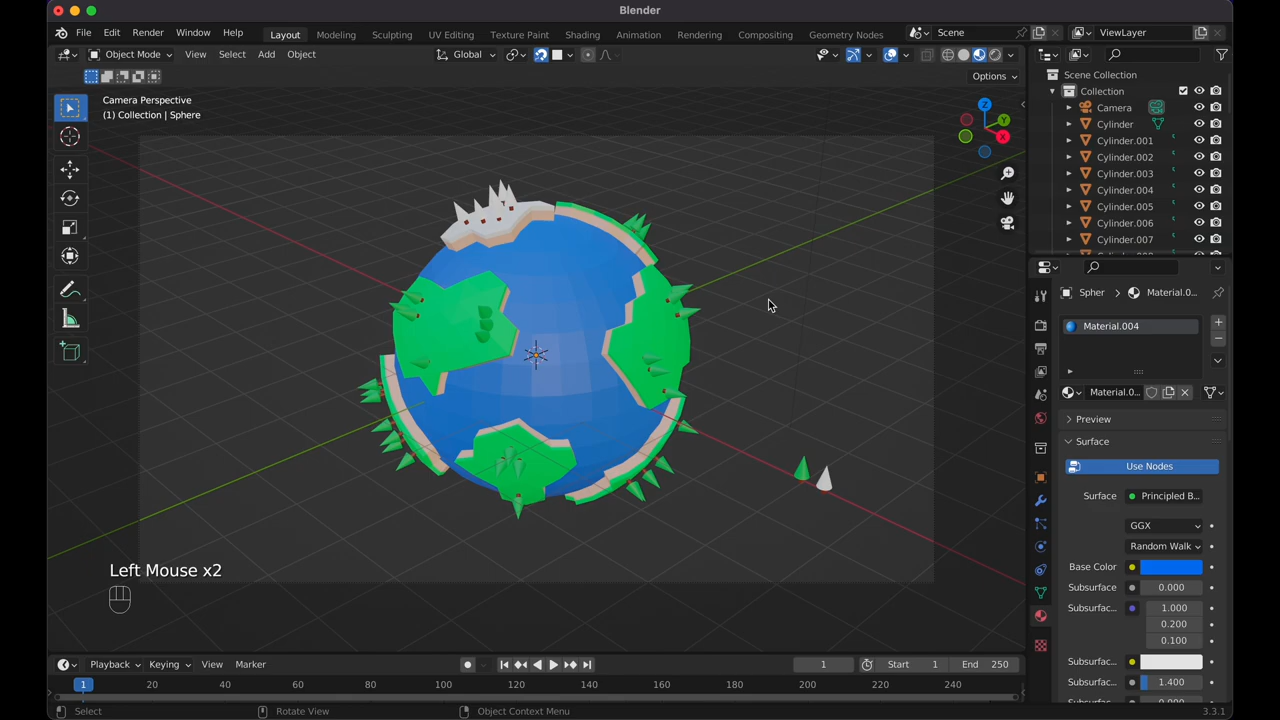 Blender
File Edit Render Window Help
Layout Modeling Sculpting UV Editing Texture Paint Shading Animation Rendering Compositing Geometry Nodes
Scene
ViewLayer
Object Mode View Select Add Object
Global
Options
Camera Perspective
(1) Collection | Sphere
Z
Y
X
Scene Collection
Collection
Camera
Cylinder
Cylinder.001
Cylinder.002
Cylinder.003
Cylinder.004
Cylinder.005
Cylinder.006
Cylinder.007
Spher Material.0...
Material.004
Material.0...
Preview
Surface
Use Nodes
Surface Principled B...
GGX
Random Walk
Base Color
Subsurface 0.000
Subsurfac... 1.000
0.200
0.100
Subsurfac...
Subsurfac... 1.400
Left Mouse x2
Playback Keying View Marker
1
Start 1 End 250
1 20 40 60 80 100 120 140 160 180 200 220 240
Select Rotate View Object Context Menu
3.3.1